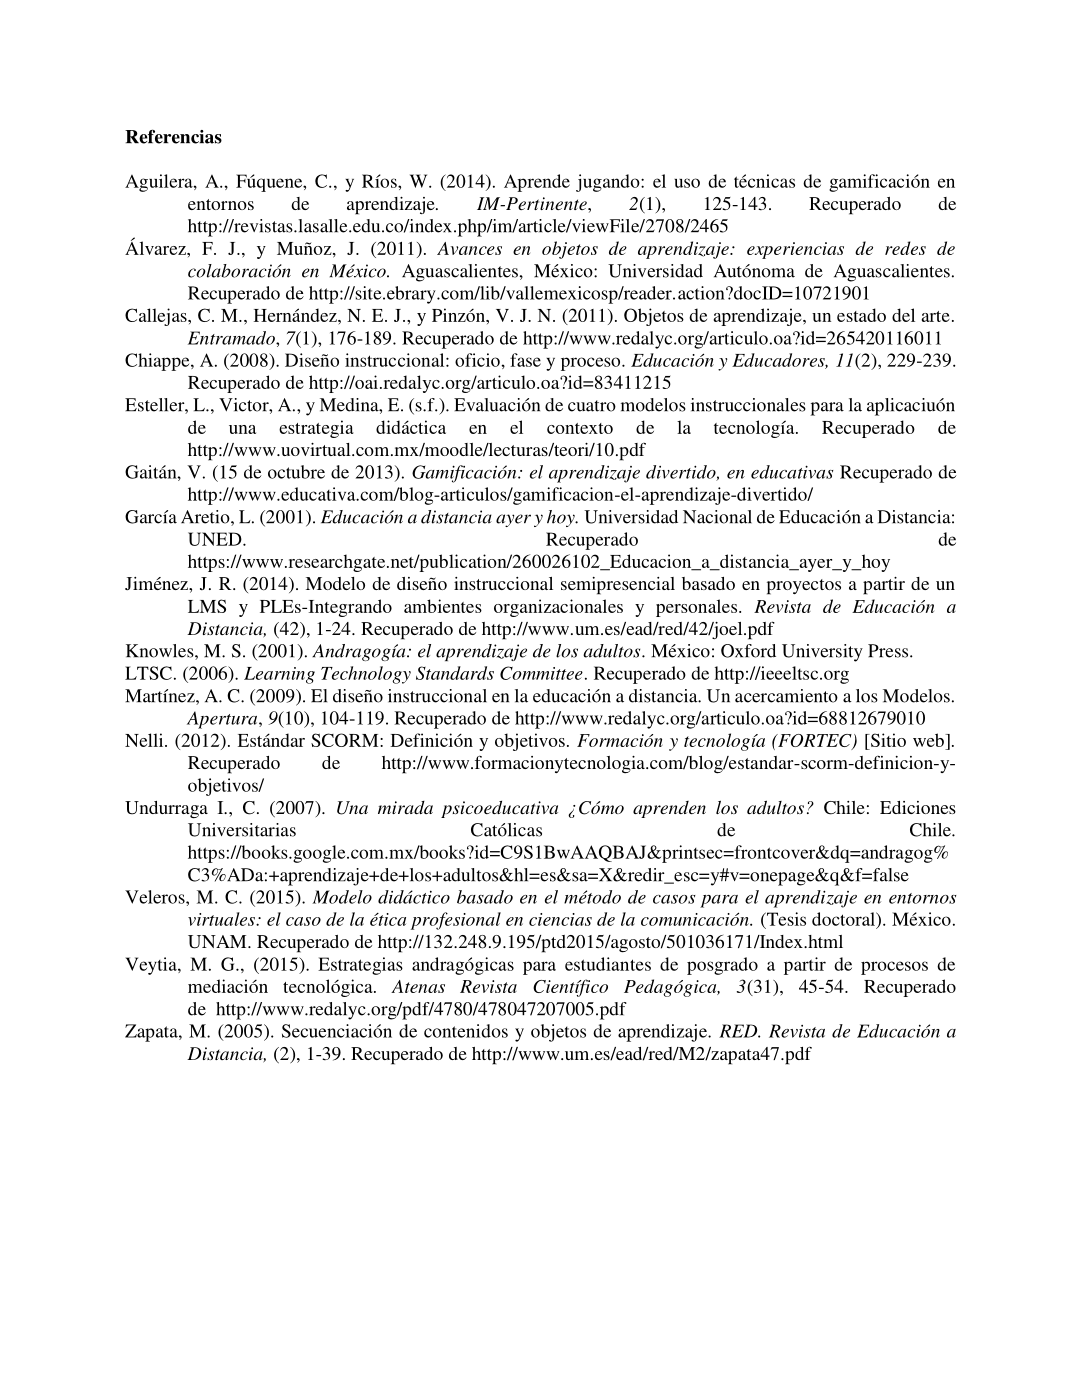 Referencias
Aguilera, A., Fúquene, C., y Ríos, W. (2014). Aprende jugando: el uso de técnicas de gamificación en
entornos de aprendizaje. IM-Pertinente, 2(1), 125-143. Recuperado de
http://revistas.lasalle.edu.co/index.php/im/article/viewFile/2708/2465
Álvarez, F. J., y Muñoz, J. (2011). Avances en objetos de aprendizaje: experiencias de redes de
colaboración en México. Aguascalientes, México: Universidad Autónoma de Aguascalientes.
Recuperado de http://site.ebrary.com/lib/vallemexicosp/reader.action?docID=10721901
Callejas, C. M., Hernández, N. E. J., y Pinzón, V. J. N. (2011). Objetos de aprendizaje, un estado del arte.
Entramado, 7(1), 176-189. Recuperado de http://www.redalyc.org/articulo.oa?id=265420116011
Chiappe, A. (2008). Diseño instruccional: oficio, fase y proceso. Educación y Educadores, 11(2), 229-239.
Recuperado de http://oai.redalyc.org/articulo.oa?id=83411215
Esteller, L., Victor, A., y Medina, E. (s.f.). Evaluación de cuatro modelos instruccionales para la aplicaciuón
de una estrategia didáctica en el contexto de la tecnología. Recuperado de
http://www.uovirtual.com.mx/moodle/lecturas/teori/10.pdf
Gaitán, V. (15 de octubre de 2013). Gamificación: el aprendizaje divertido, en educativas Recuperado de
http://www.educativa.com/blog-articulos/gamificacion-el-aprendizaje-divertido/
García Aretio, L. (2001). Educación a distancia ayer y hoy. Universidad Nacional de Educación a Distancia:
UNED. Recuperado de
https://www.researchgate.net/publication/260026102_Educacion_a_distancia_ayer_y_hoy
Jiménez, J. R. (2014). Modelo de diseño instruccional semipresencial basado en proyectos a partir de un
LMS y PLEs-Integrando ambientes organizacionales y personales. Revista de Educación a
Distancia, (42), 1-24. Recuperado de http://www.um.es/ead/red/42/joel.pdf
Knowles, M. S. (2001). Andragogía: el aprendizaje de los adultos. México: Oxford University Press.
LTSC. (2006). Learning Technology Standards Committee. Recuperado de http://ieeeltsc.org
Martínez, A. C. (2009). El diseño instruccional en la educación a distancia. Un acercamiento a los Modelos.
Apertura, 9(10), 104-119. Recuperado de http://www.redalyc.org/articulo.oa?id=68812679010
Nelli. (2012). Estándar SCORM: Definición y objetivos. Formación y tecnología (FORTEC) [Sitio web].
Recuperado de http://www.formacionytecnologia.com/blog/estandar-scorm-definicion-y-
objetivos/
Undurraga I., C. (2007). Una mirada psicoeducativa ¿Cómo aprenden los adultos? Chile: Ediciones
Universitarias Católicas de Chile.
https://books.google.com.mx/books?id=C9S1BwAAQBAJ&printsec=frontcover&dq=andragog%
C3%ADa:+aprendizaje+de+los+adultos&hl=es&sa=X&redir_esc=y#v=onepage&q&f=false
Veleros, M. C. (2015). Modelo didáctico basado en el método de casos para el aprendizaje en entornos
virtuales: el caso de la ética profesional en ciencias de la comunicación. (Tesis doctoral). México.
UNAM. Recuperado de http://132.248.9.195/ptd2015/agosto/501036171/Index.html
Veytia, M. G., (2015). Estrategias andragógicas para estudiantes de posgrado a partir de procesos de
mediación tecnológica. Atenas Revista Científico Pedagógica, 3(31), 45-54. Recuperado
de http://www.redalyc.org/pdf/4780/478047207005.pdf
Zapata, M. (2005). Secuenciación de contenidos y objetos de aprendizaje. RED. Revista de Educación a
Distancia, (2), 1-39. Recuperado de http://www.um.es/ead/red/M2/zapata47.pdf